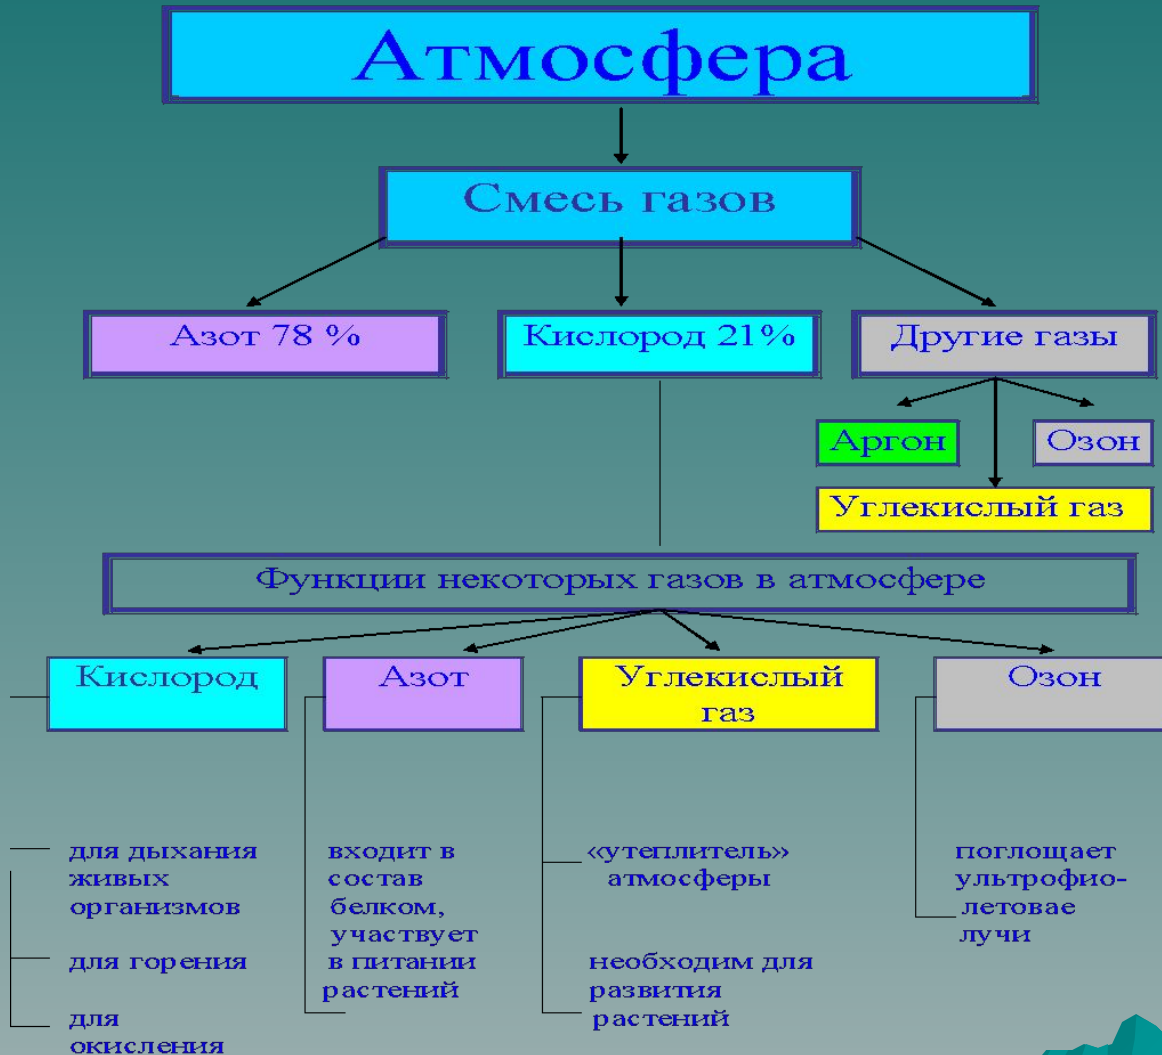 Атмосфера
Смесь газов
Азот 78 %
Кислород 21%
Другие газы
Аргон
Озон
Углекислый газ
Функции некоторых газов в атмосфере
Кислород
Азот
Углекислый
газ
Озон
для дыхания
живых
организмов
для горения
для
окисления
входит в
состав
белком,
участвует
в питании
растений
«утеплитель»
атмосферы
необходим для
развития
растений
поглощает
ультрофио-
летовае
лучи